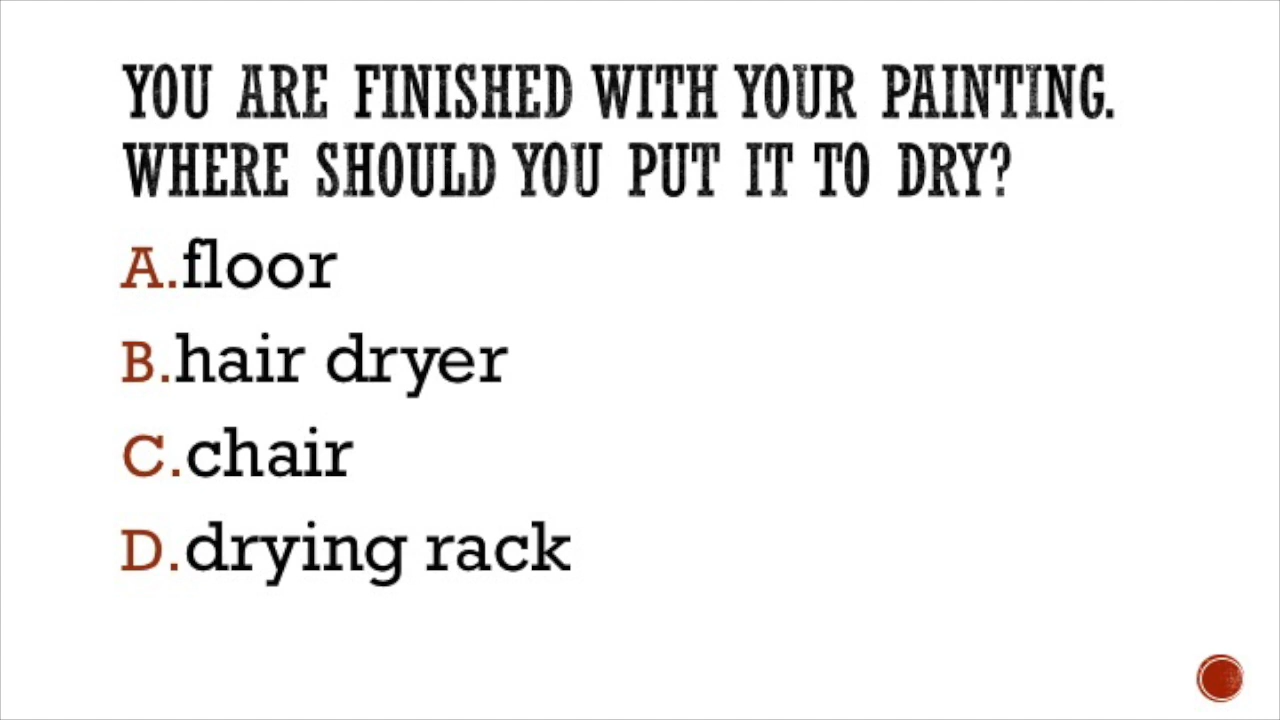 YOU ARE FINISHED WITH YOUR PAINTING.
WHERE SHOULD YOU PUT IT TO DRY?
A.floor
B.hair dryer
C.chair
D.drying rack